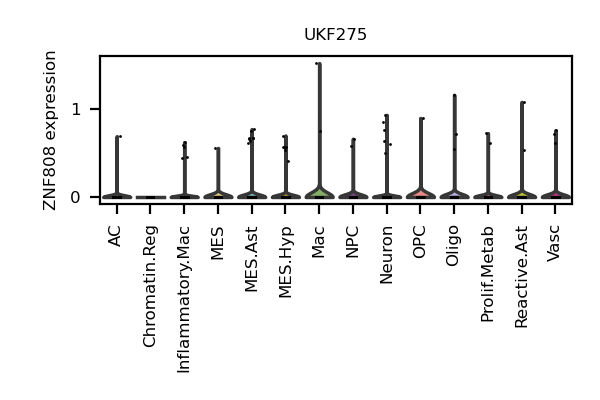 UKF275
ZNF808 expression
1
0
AC
Chromatin.Reg
Inflammatory.Mac
MES
MES.Ast
MES.Hyp
Mac
NPC
Neuron
OPC
Oligo
Prolif.Metab
Reactive.Ast
Vasc